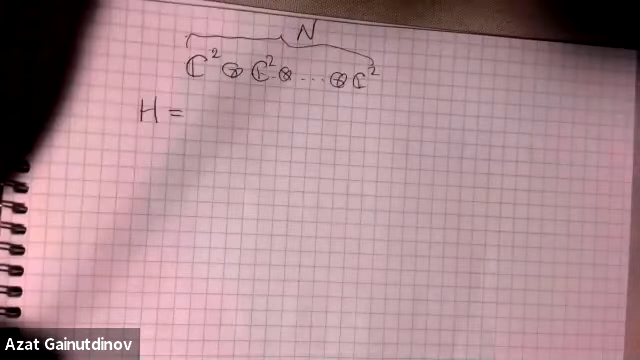 N
ℂ² ⊗ ℂ² ⊗ ... ⊗ ℂ²
H =
Azat Gainutdinov